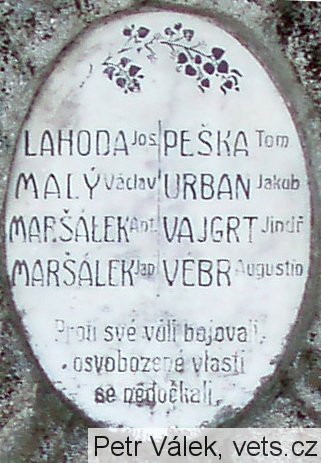 LAHODA Jos. PEŠKA Tom
MALÝ Václav URBAN Jakub
MARŠÁLEK Ant. VAJGRT Jindř
MARŠÁLEK Jan VÉBR Augustin
Proti své vůli bojovali,
osvobozené vlasti
se nedočkali.
Petr Válek, vets.cz